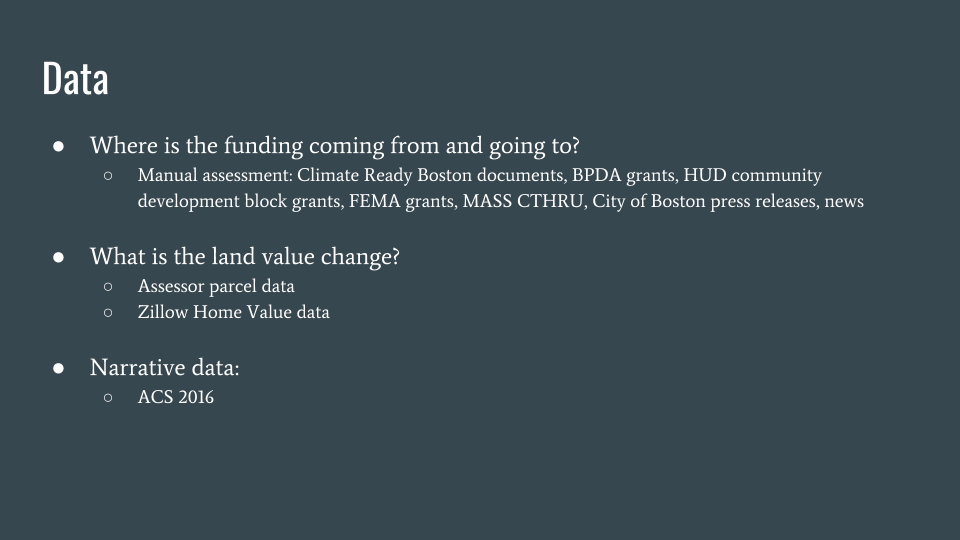 Data
● Where is the funding coming from and going to?
○ Manual assessment: Climate Ready Boston documents, BPDA grants, HUD community
development block grants, FEMA grants, MASS CTHRU, City of Boston press releases, news
● What is the land value change?
○ Assessor parcel data
○ Zillow Home Value data
● Narrative data:
○ ACS 2016